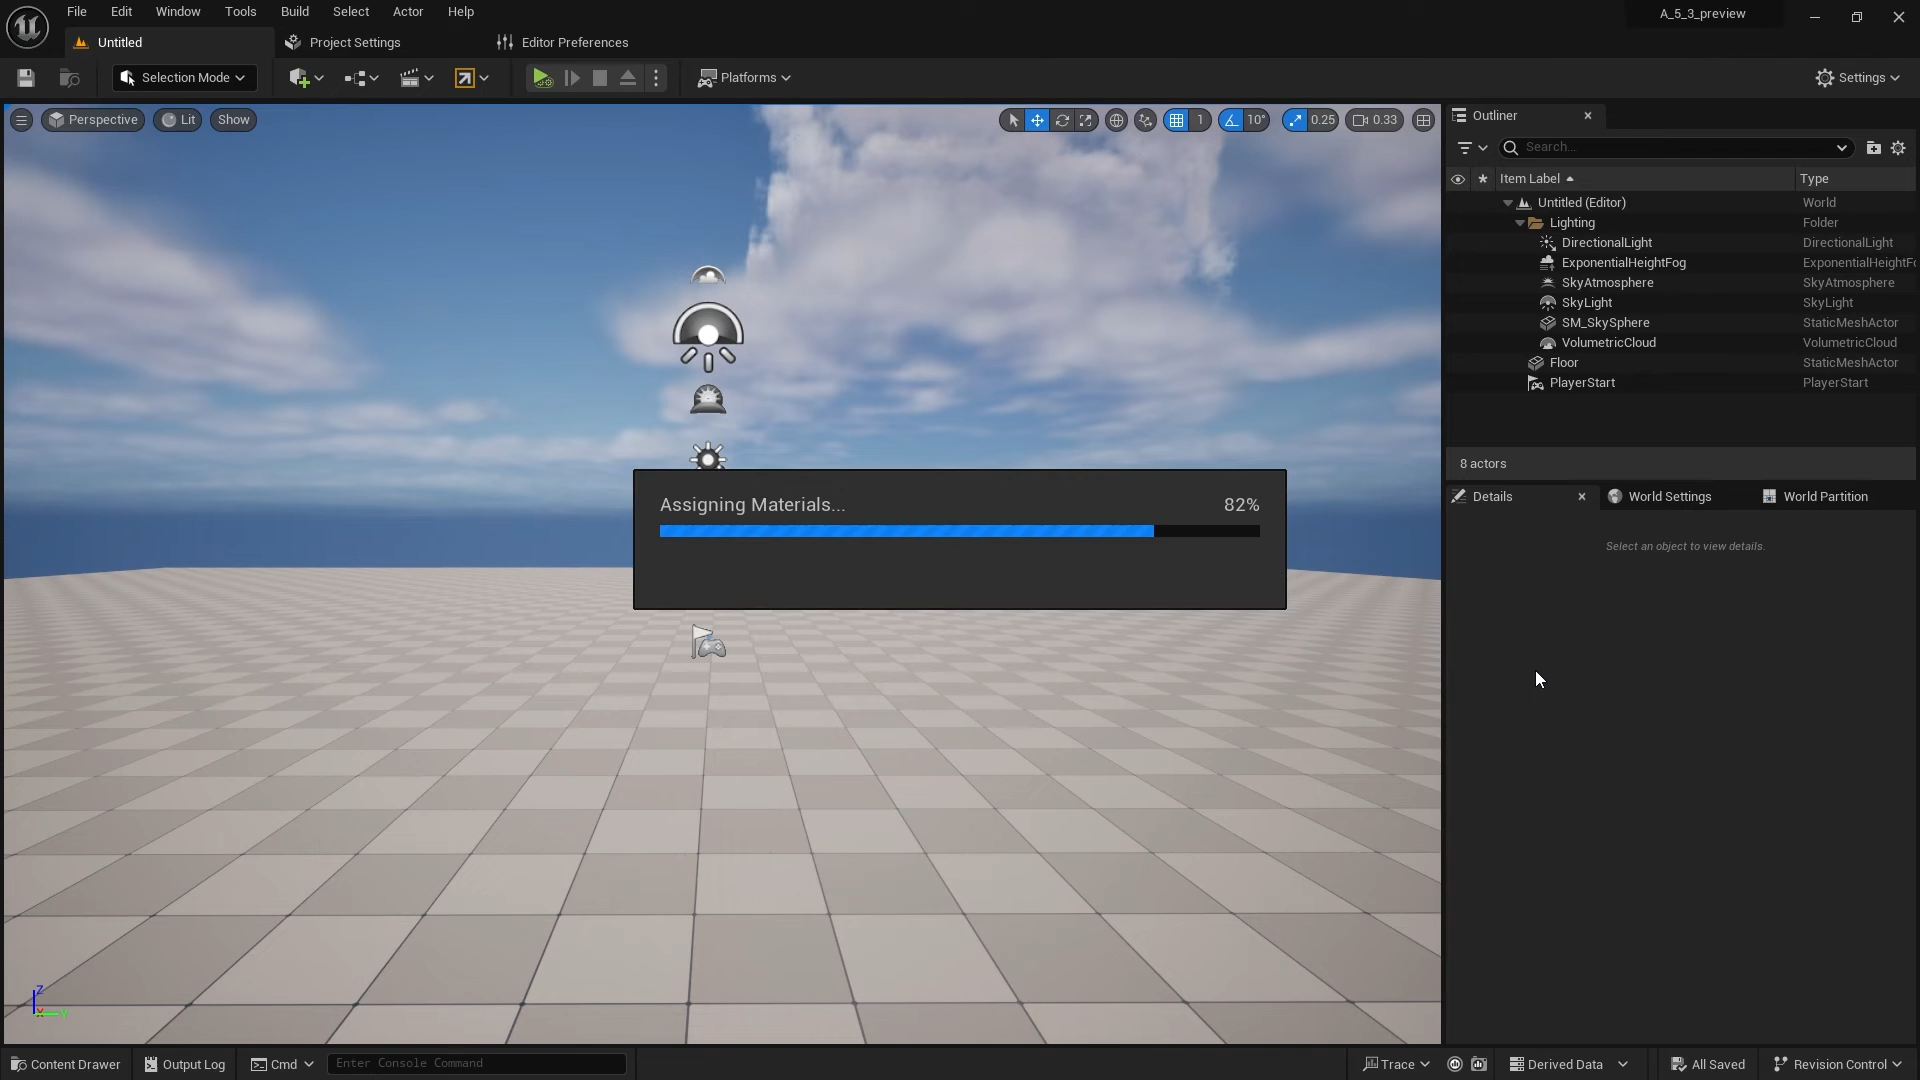 File Edit Window Tools Build Select Actor Help
A_5_3_preview
Untitled Project Settings Editor Preferences
Selection Mode Platforms Settings
Perspective Lit Show 1 10° 0.25 0.33
Outliner
Search...
Item Label Type
Untitled (Editor) World
Lighting Folder
DirectionalLight DirectionalLight
ExponentialHeightFog ExponentialHeightFo
SkyAtmosphere SkyAtmosphere
SkyLight SkyLight
SM_SkySphere StaticMeshActor
VolumetricCloud VolumetricCloud
Floor StaticMeshActor
PlayerStart PlayerStart
8 actors
Details World Settings World Partition
Select an object to view details.
Assigning Materials... 82%
Z
X Y
Content Drawer Output Log Cmd Enter Console Command Trace Derived Data All Saved Revision Control